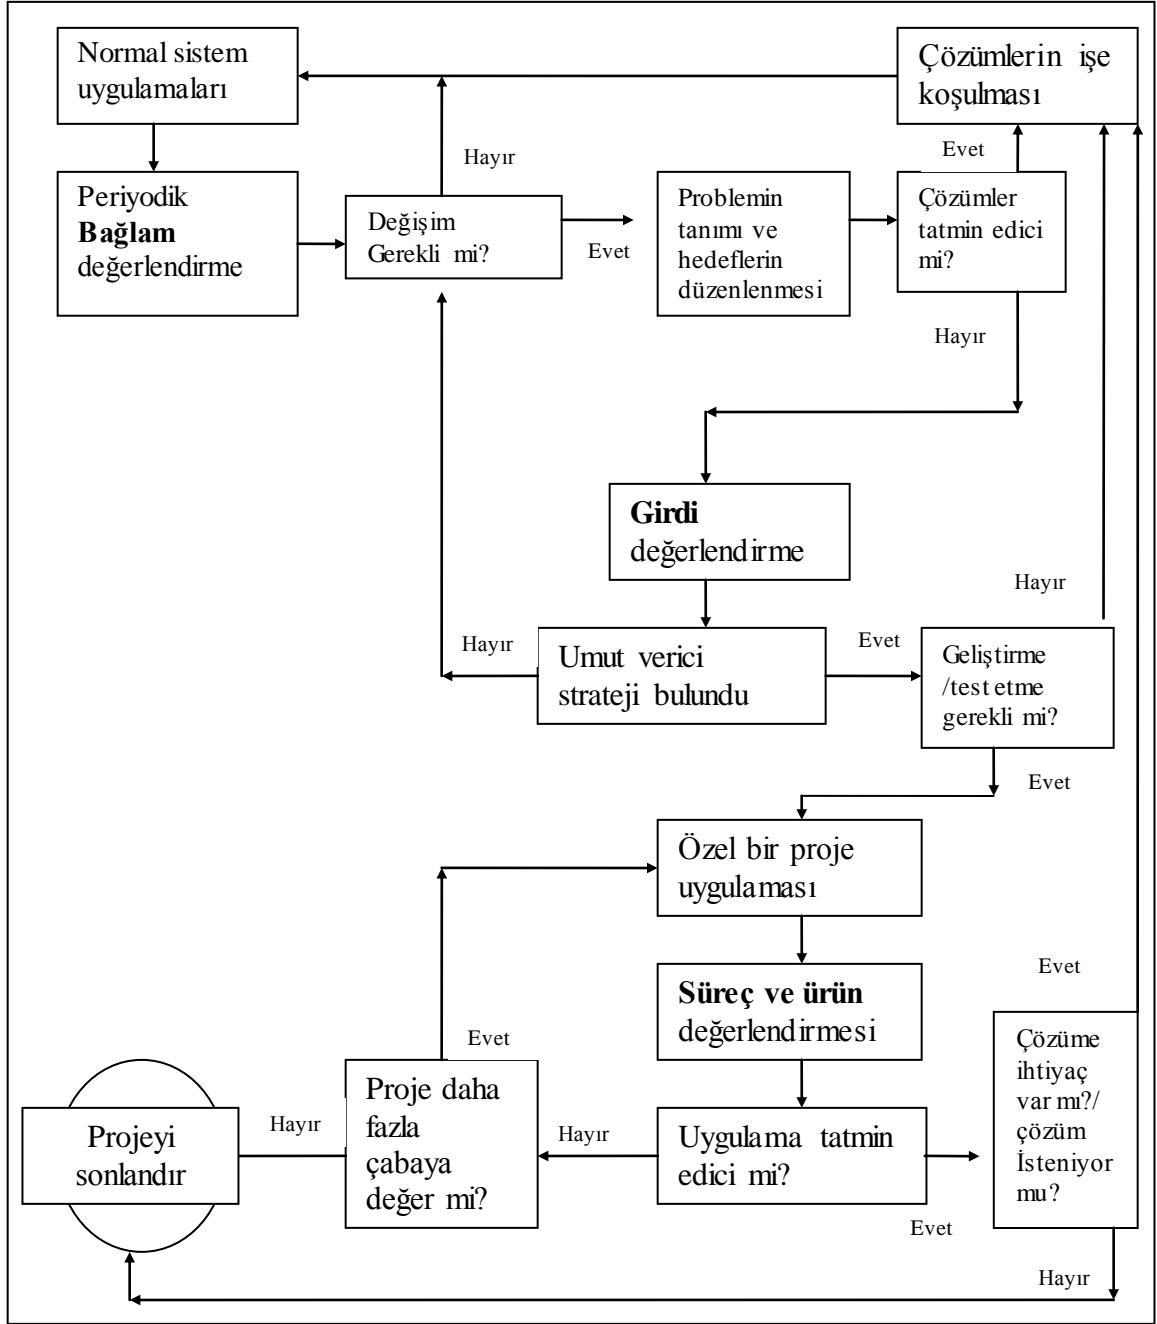 Normal sistem
uygulamaları
Çözümlerin işe
koşulması
Hayır
Evet
Periyodik
Bağlam
değerlendirme
Değişim
Gerekli mi?
Evet
Problemin
tanımı ve
hedeflerin
düzenlenmesi
Çözümler
tatmin edici
mi?
Hayır
Girdi
değerlendirme
Hayır
Hayır
Umut verici
strateji bulundu
Evet
Geliştirme
/test etme
gerekli mi?
Evet
Özel bir proje
uygulaması
Evet
Süreç ve ürün
değerlendirmesi
Evet
Çözüme
ihtiyaç
var mı?/
çözüm
İsteniyor
mu?
Projeyi
sonlandır
Hayır
Proje daha
fazla
çabaya
değer mi?
Hayır
Uygulama tatmin
edici mi?
Evet
Hayır